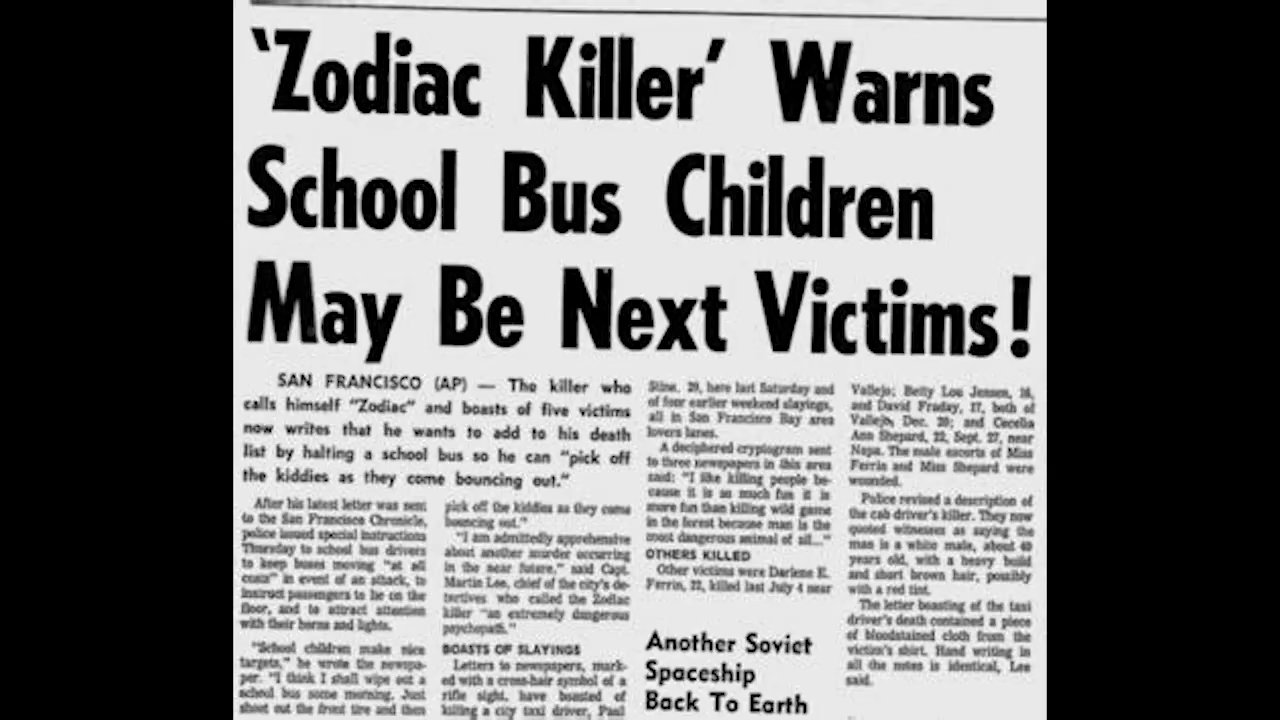 ‘Zodiac Killer’ Warns
School Bus Children
May Be Next Victims!
SAN FRANCISCO (AP) — The killer who
calls himself "Zodiac" and boasts of five victims
now writes that he wants to add to his death
list by halting a school bus so he can "pick off
the kiddies as they come bouncing out."
After his latest letter was sent
to the San Francisco Chronicle,
police issued special instructions
Thursday to school bus drivers
to keep buses moving "at all
costs" in event of an attack, to
instruct passengers to lie on the
floor, and to attract attention
with their horns and lights.
"School children make nice
targets," he wrote the newspa-
per. "I think I shall wipe out a
school bus some morning. Just
shoot out the front tire and then
pick off the kiddies as they come
bouncing out."
"I am admittedly apprehensive
about another murder occurring
in the near future," said Capt.
Martin Lee, chief of the city's de-
tectives who called the Zodiac
killer "an extremely dangerous
psychopath."
BOASTS OF SLAYINGS
Letters to newspapers, mark-
ed with a cross-hair symbol of a
rifle sight, have boasted of
killing a city taxi driver, Paul
Stine, 29, here last Saturday and
of four earlier weekend slayings,
all in San Francisco Bay area
lovers lanes.
A deciphered cryptogram sent
to three newspapers in this area
said: "I like killing people be-
cause it is so much fun it is
more fun than killing wild game
in the forest because man is the
most dangerous animal of all..."
OTHERS KILLED
Other victims were Darlene E.
Ferrin, 22, killed last July 4 near
Another Soviet
Spaceship
Back To Earth
Vallejo; Betty Lou Jensen, 16,
and David Faraday, 17, both of
Vallejo, Dec. 20; and Cecelia
Ann Shepard, 22, Sept. 27, near
Napa. The male escorts of Miss
Ferrin and Miss Shepard were
wounded.
Police revised a description of
the cab driver's killer. They now
quoted witnesses as saying the
man is a white male, about 40
years old, with a heavy build
and short brown hair, possibly
with a red tint.
The letter boasting of the taxi
driver's death contained a piece
of bloodstained cloth from the
victim's shirt. Hand writing in
all the notes is identical, Lee
said.